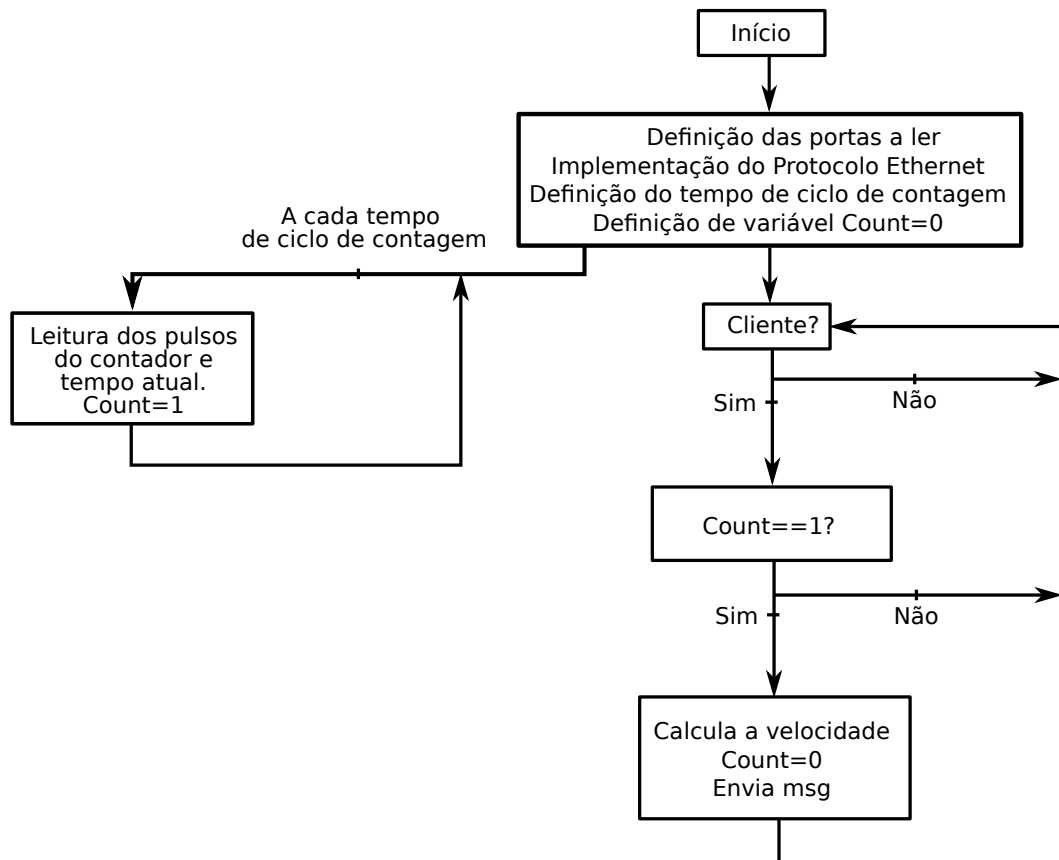 Início
Definição das portas a ler
Implementação do Protocolo Ethernet
Definição do tempo de ciclo de contagem
Definição de variável Count=0
A cada tempo
de ciclo de contagem
Leitura dos pulsos
do contador e
tempo atual.
Count=1
Cliente?
Sim
Não
Count==1?
Sim
Não
Calcula a velocidade
Count=0
Envia msg